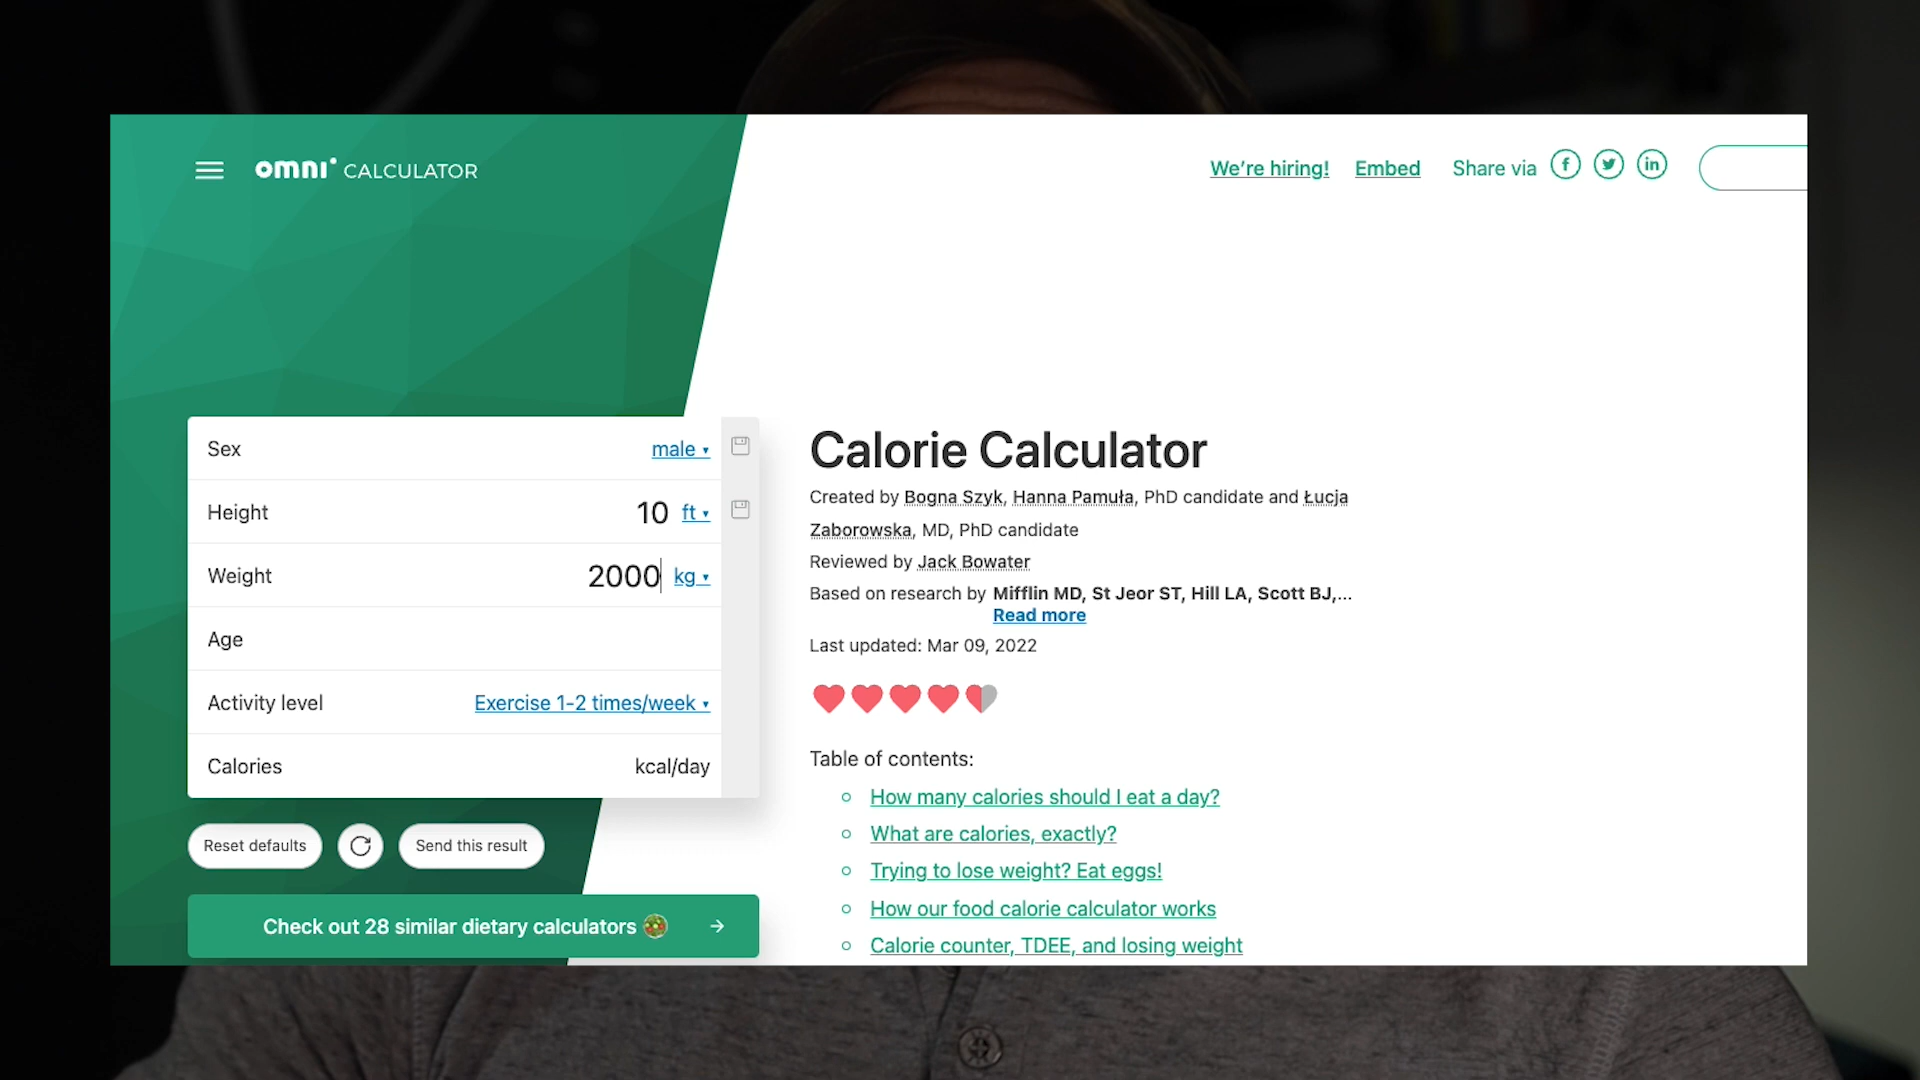 omni CALCULATOR
We're hiring! Embed Share via
Sex male
Height 10 ft
Weight 2000 kg
Age
Activity level Exercise 1-2 times/week
Calories kcal/day
Reset defaults Send this result
Check out 28 similar dietary calculators
Calorie Calculator
Created by Bogna Szyk, Hanna Pamuła, PhD candidate and Łucja
Zaborowska, MD, PhD candidate
Reviewed by Jack Bowater
Based on research by Mifflin MD, St Jeor ST, Hill LA, Scott BJ,...
Read more
Last updated: Mar 09, 2022
Table of contents:
How many calories should I eat a day?
What are calories, exactly?
Trying to lose weight? Eat eggs!
How our food calorie calculator works
Calorie counter, TDEE, and losing weight